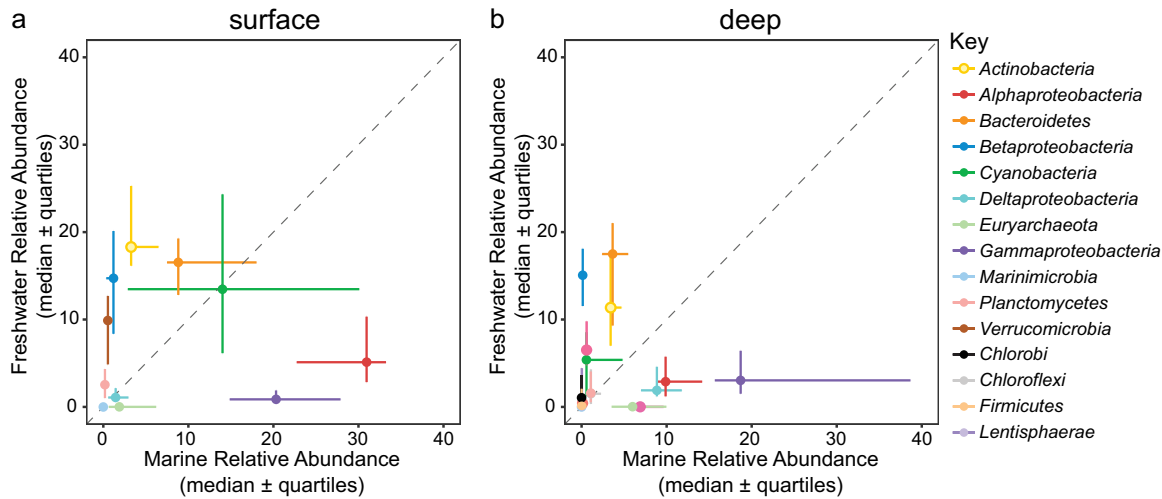 a
surface
40
30
20
10
0
Freshwater Relative Abundance
(median ± quartiles)
0
10
20
30
40
Marine Relative Abundance
(median ± quartiles)
b
deep
40
30
20
10
0
Freshwater Relative Abundance
(median ± quartiles)
0
10
20
30
40
Marine Relative Abundance
(median ± quartiles)
Key
Actinobacteria
Alphaproteobacteria
Bacteroidetes
Betaproteobacteria
Cyanobacteria
Deltaproteobacteria
Euryarchaeota
Gammaproteobacteria
Marinimicrobia
Planctomycetes
Verrucomicrobia
Chlorobi
Chloroflexi
Firmicutes
Lentisphaerae